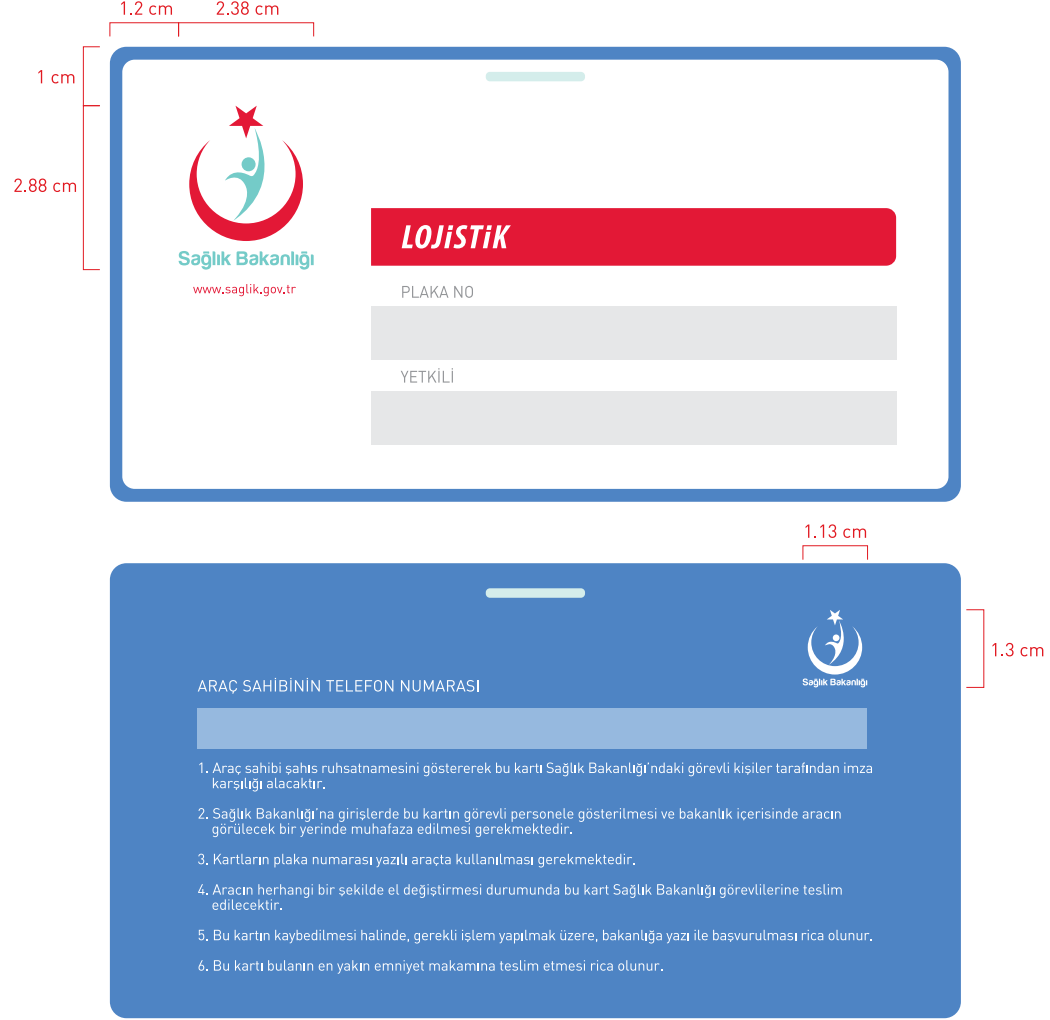 1.2 cm
2.38 cm
1 cm
2.88 cm
Sağlık Bakanlığı
www.saglik.gov.tr
LOJiSTiK
PLAKA NO
YETKİLİ
1.13 cm
1.3 cm
Sağlık Bakanlığı
ARAÇ SAHİBİNİN TELEFON NUMARASI
1. Araç sahibi şahıs ruhsatnamesini göstererek bu kartı Sağlık Bakanlığı'ndaki görevli kişiler tarafından imza
karşılığı alacaktır.
2. Sağlık Bakanlığı'na girişlerde bu kartın görevli personele gösterilmesi ve bakanlık içerisinde aracın
görülecek bir yerinde muhafaza edilmesi gerekmektedir.
3. Kartların plaka numarası yazılı araçta kullanılması gerekmektedir.
4. Aracın herhangi bir şekilde el değiştirmesi durumunda bu kart Sağlık Bakanlığı görevlilerine teslim
edilecektir.
5. Bu kartın kaybedilmesi halinde, gerekli işlem yapılmak üzere, bakanlığa yazı ile başvurulması rica olunur.
6. Bu kartı bulanın en yakın emniyet makamına teslim etmesi rica olunur.